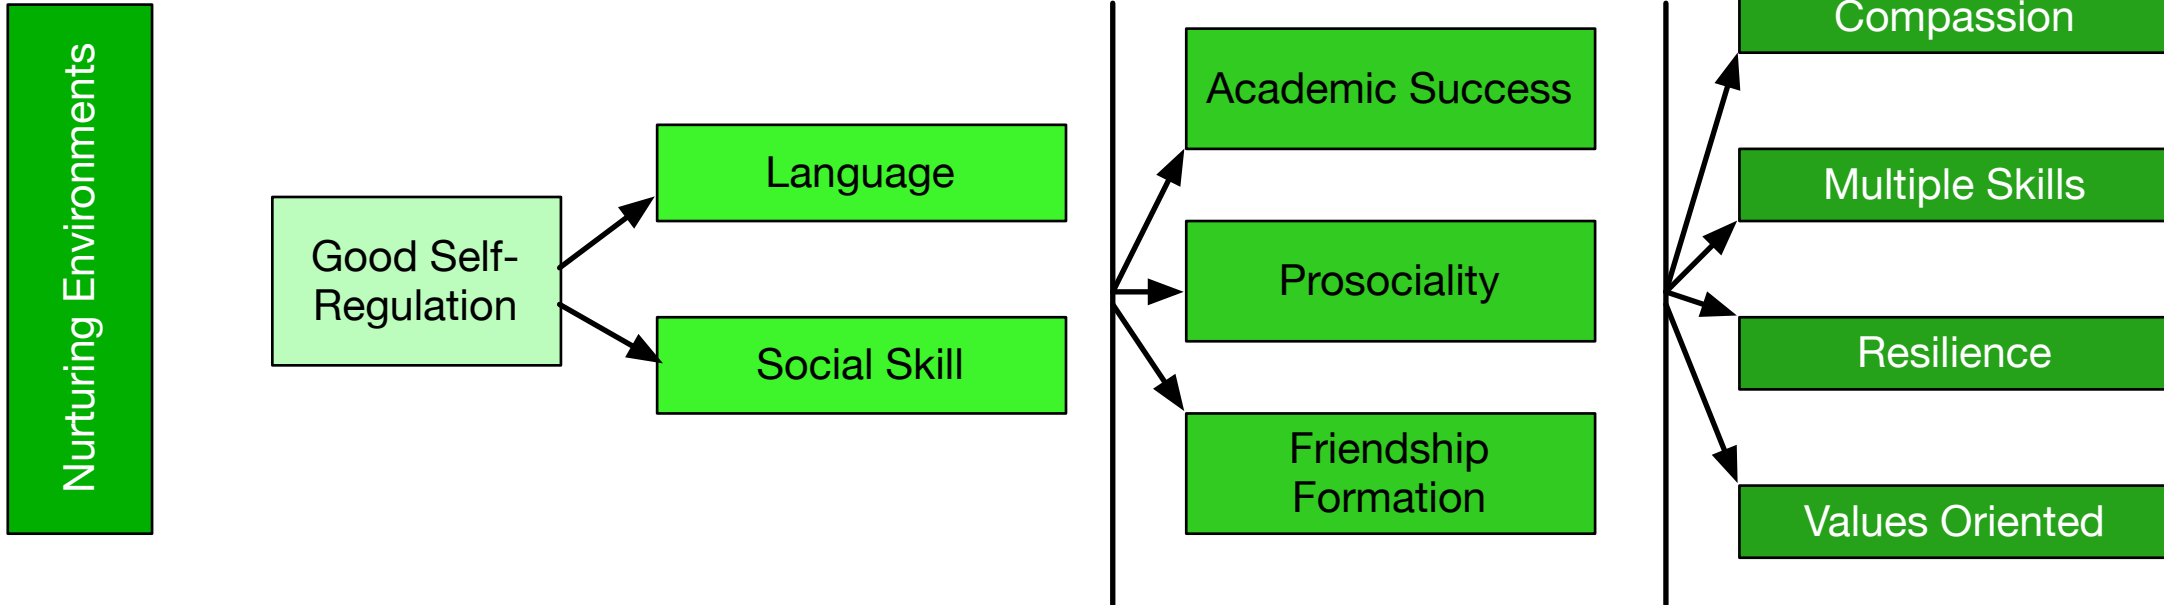 Nurturing Environments
Good Self-
Regulation
Language
Social Skill
Academic Success
Prosociality
Friendship
Formation
Compassion
Multiple Skills
Resilience
Values Oriented